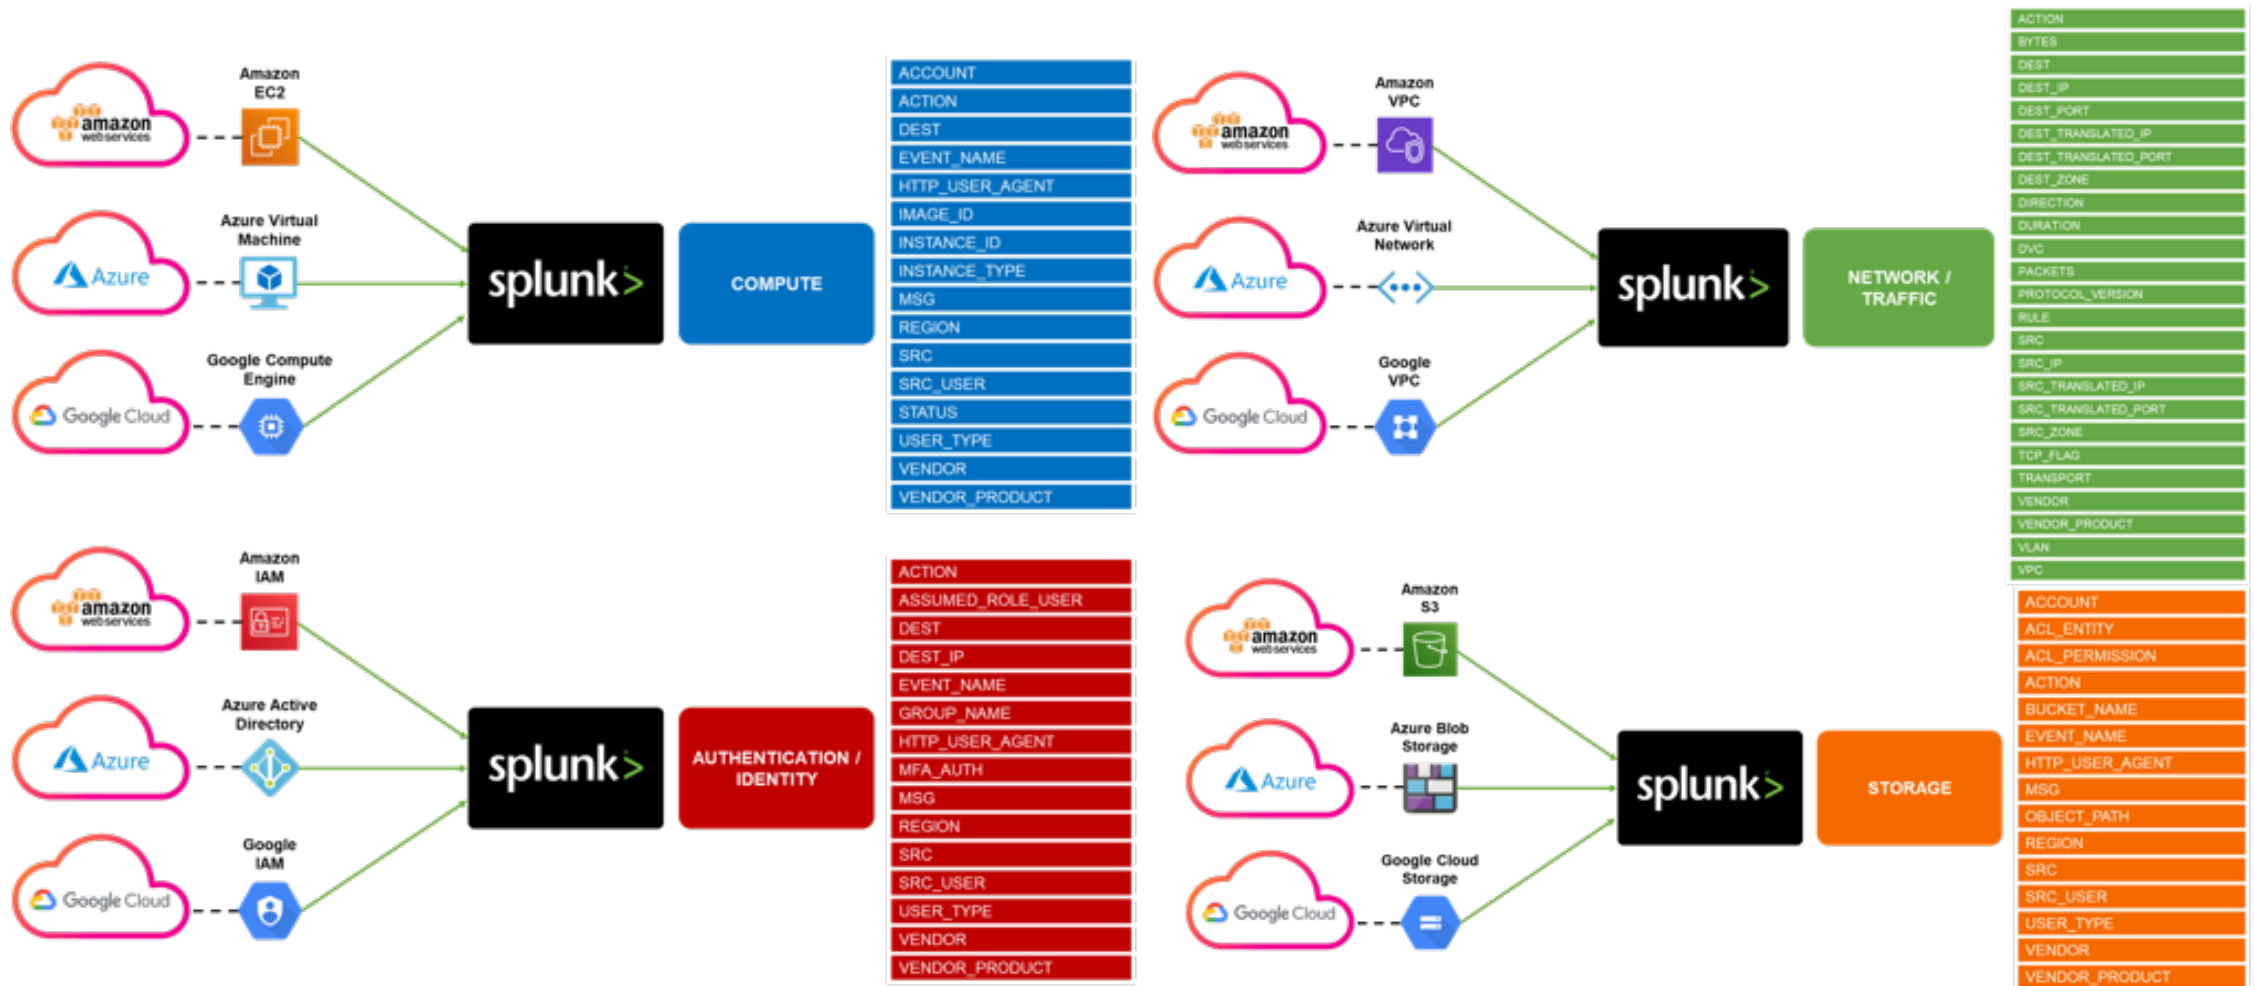 Amazon
EC2
amazon
webservices
Azure Virtual
Machine
Azure
Google Compute
Engine
Google Cloud
splunk>
COMPUTE
ACCOUNT
ACTION
DEST
EVENT_NAME
HTTP_USER_AGENT
IMAGE_ID
INSTANCE_ID
INSTANCE_TYPE
MSG
REGION
SRC
SRC_USER
STATUS
USER_TYPE
VENDOR
VENDOR_PRODUCT
Amazon
VPC
amazon
webservices
Azure Virtual
Network
Azure
Google
VPC
Google Cloud
splunk>
NETWORK /
TRAFFIC
ACTION
BYTES
DEST
DEST_IP
DEST_PORT
DEST_TRANSLATED_IP
DEST_TRANSLATED_PORT
DEST_ZONE
DIRECTION
DURATION
DVC
PACKETS
PROTOCOL_VERSION
RULE
SRC
SRC_IP
SRC_TRANSLATED_IP
SRC_TRANSLATED_PORT
SRC_ZONE
TCP_FLAG
TRANSPORT
VENDOR
VENDOR_PRODUCT
VLAN
VPC
Amazon
IAM
amazon
webservices
Azure Active
Directory
Azure
Google
IAM
Google Cloud
splunk>
AUTHENTICATION /
IDENTITY
ACTION
ASSUMED_ROLE_USER
DEST
DEST_IP
EVENT_NAME
GROUP_NAME
HTTP_USER_AGENT
MFA_AUTH
MSG
REGION
SRC
SRC_USER
USER_TYPE
VENDOR
VENDOR_PRODUCT
Amazon
S3
amazon
webservices
Azure Blob
Storage
Azure
Google Cloud
Storage
Google Cloud
splunk>
STORAGE
ACCOUNT
ACL_ENTITY
ACL_PERMISSION
ACTION
BUCKET_NAME
EVENT_NAME
HTTP_USER_AGENT
MSG
OBJECT_PATH
REGION
SRC
SRC_USER
USER_TYPE
VENDOR
VENDOR_PRODUCT